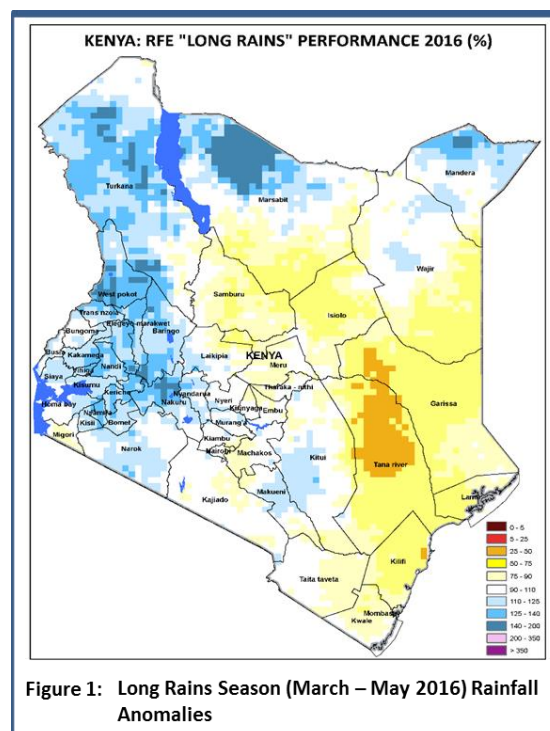 KENYA: RFE "LONG RAINS" PERFORMANCE 2016 (%)
Turkana
Marsabit
Mandera
Wajir
West pokot
Samburu
Trans nzoia
Elegeyo-marakwet
Isiolo
Bungoma
Baringo
Busia
Kakamega
Laikipia
KENYA
Meru
Siaya
Vihiga
Nandi
Kisumu
Tharaka - nithi
Garissa
Homa bay
Kericho
Nyandarua
Nyeri
Nakuru
Kirinyaga
Embu
Nyamira
Murang'a
Kisii
Bomet
Kiambu
Migori
Narok
Nairobi
Machakos
Kitui
Tana river
Makueni
Kajiado
Lamu
Kilifi
Taita taveta
Mombasa
Kwale
0 - 5
5 - 25
25 - 50
50 - 75
75 - 90
90 - 110
110 - 125
125 - 140
140 - 200
200 - 350
> 350
Figure 1: Long Rains Season (March – May 2016) Rainfall
Anomalies